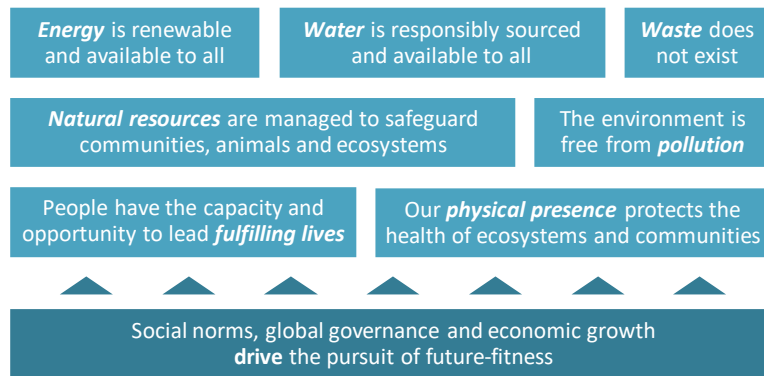 Energy is renewable
and available to all
Water is responsibly sourced
and available to all
Waste does
not exist
Natural resources are managed to safeguard
communities, animals and ecosystems
The environment is
free from pollution
People have the capacity and
opportunity to lead fulfilling lives
Our physical presence protects the
health of ecosystems and communities
Social norms, global governance and economic growth
drive the pursuit of future-fitness